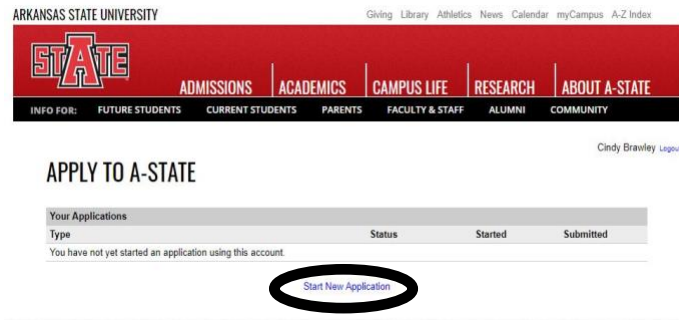 ARKANSAS STATE UNIVERSITY Giving Library Athletics News Calendar myCampus A-Z Index
STATE
ADMISSIONS ACADEMICS CAMPUS LIFE RESEARCH ABOUT A-STATE
INFO FOR: FUTURE STUDENTS CURRENT STUDENTS PARENTS FACULTY & STAFF ALUMNI COMMUNITY
Cindy Brawley Logou
APPLY TO A-STATE
Your Applications
Type Status Started Submitted
You have not yet started an application using this account.
Start New Application